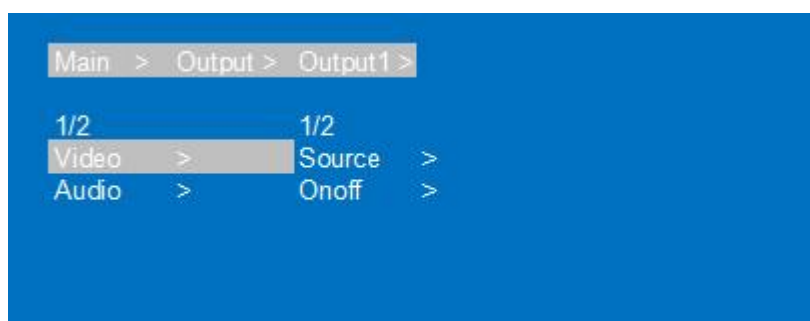 Main > Output > Output1 >
1/2 1/2
Video > Source >
Audio > Onoff >